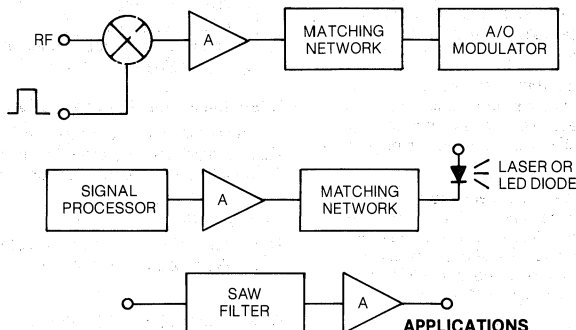 RF
A
MATCHING
NETWORK
A/O
MODULATOR
SIGNAL
PROCESSOR
A
MATCHING
NETWORK
LASER OR
LED DIODE
SAW
FILTER
A
APPLICATIONS